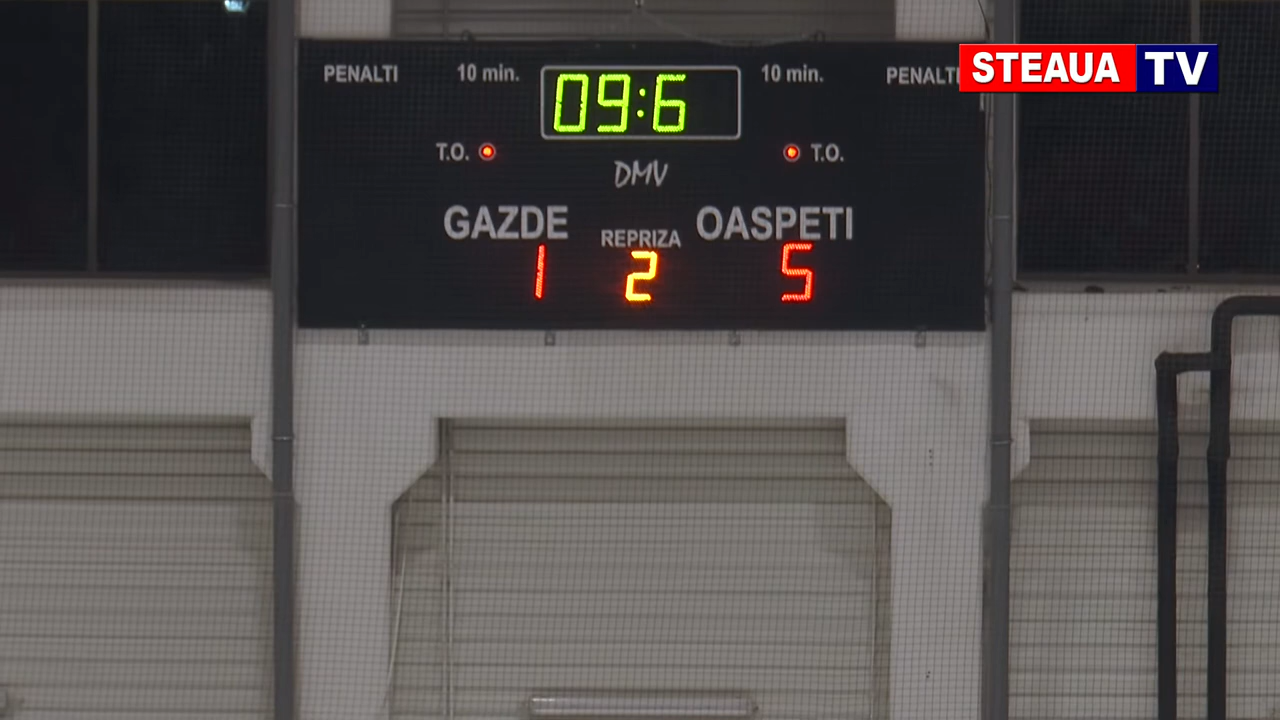 PENALTI 10 min. 09:6 10 min. PENALTI
STEAUA TV
T.O. T.O.
DMV
GAZDE REPRIZA OASPETI
1 2 5